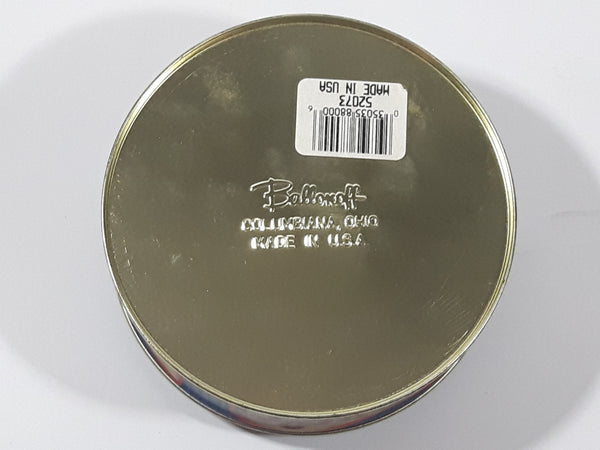 MADE IN USA
52073
0 35035 88000 6
Ballonoff
COLUMBIANA, OHIO
MADE IN U.S.A.